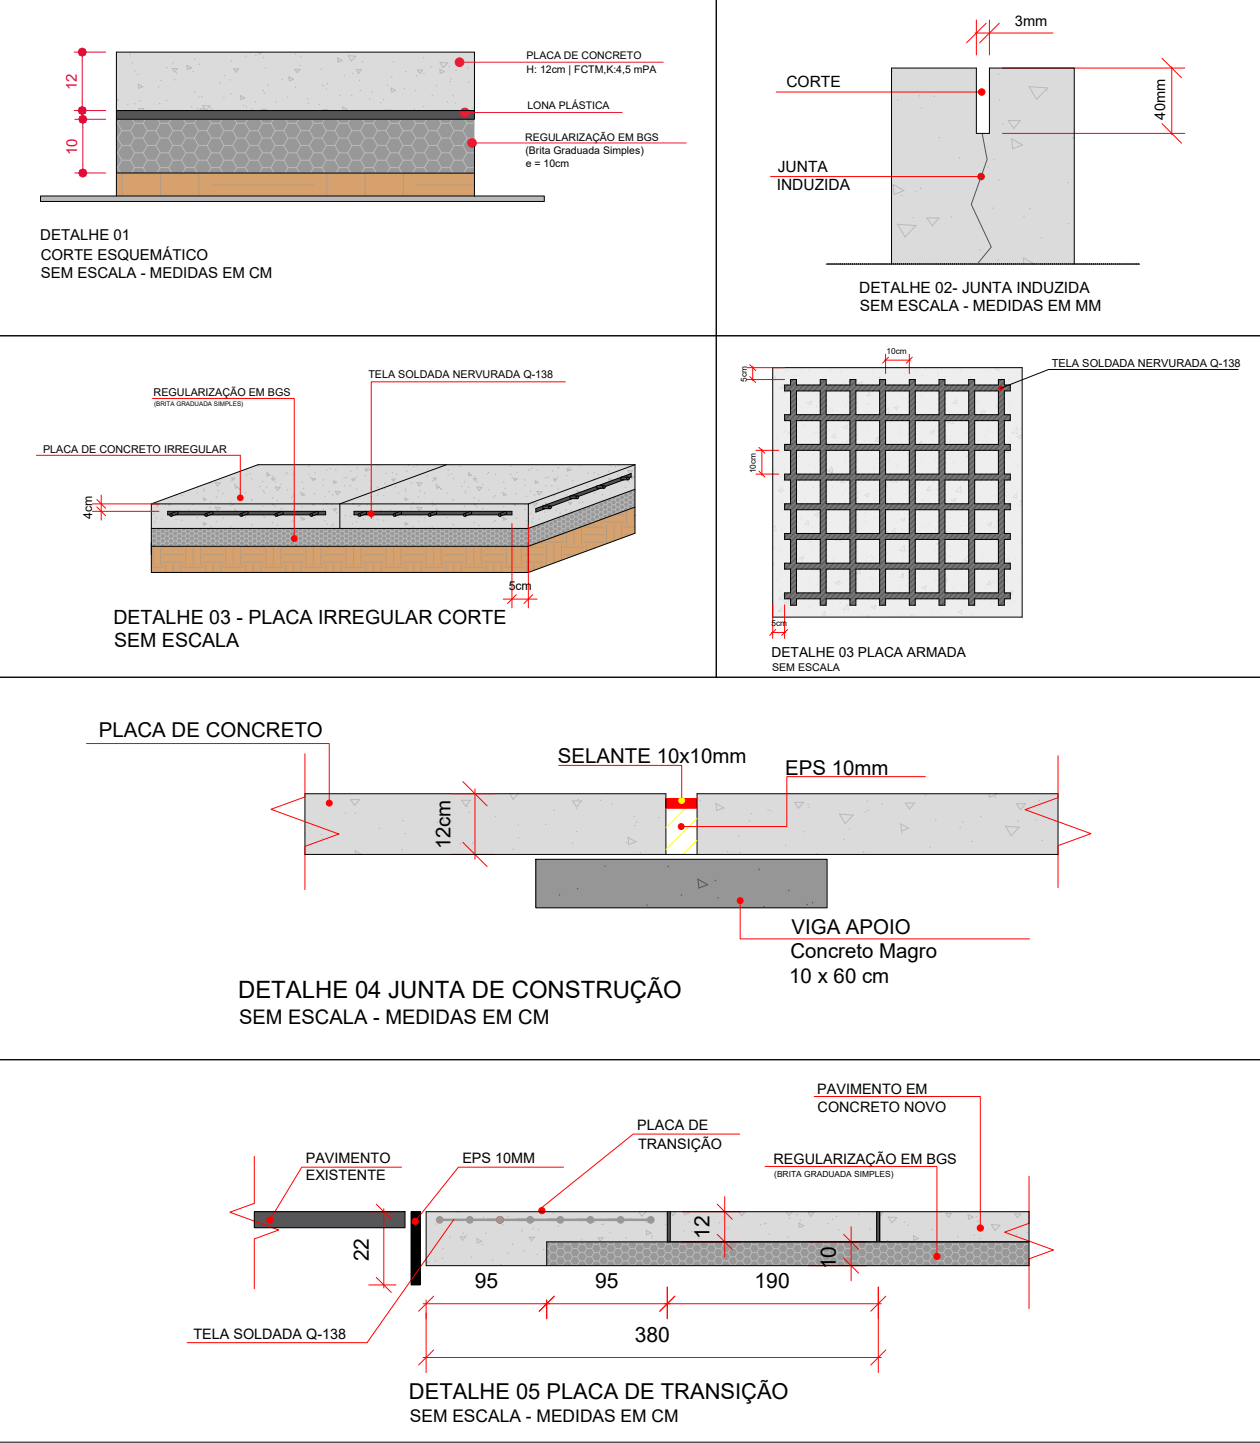 12
10
PLACA DE CONCRETO
H: 12cm | FCTM,K:4,5 mPA
LONA PLÁSTICA
REGULARIZAÇÃO EM BGS
(Brita Graduada Simples)
e = 10cm
DETALHE 01
CORTE ESQUEMÁTICO
SEM ESCALA - MEDIDAS EM CM
3mm
CORTE
40mm
JUNTA
INDUZIDA
DETALHE 02- JUNTA INDUZIDA
SEM ESCALA - MEDIDAS EM MM
TELA SOLDADA NERVURADA Q-138
REGULARIZAÇÃO EM BGS
(BRITA GRADUADA SIMPLES)
PLACA DE CONCRETO IRREGULAR
4cm
5cm
DETALHE 03 - PLACA IRREGULAR CORTE
SEM ESCALA
10cm
TELA SOLDADA NERVURADA Q-138
5cm
10cm
5cm
DETALHE 03 PLACA ARMADA
SEM ESCALA
PLACA DE CONCRETO
SELANTE 10x10mm
EPS 10mm
12cm
VIGA APOIO
Concreto Magro
10 x 60 cm
DETALHE 04 JUNTA DE CONSTRUÇÃO
SEM ESCALA - MEDIDAS EM CM
PAVIMENTO EM
CONCRETO NOVO
PLACA DE
TRANSIÇÃO
PAVIMENTO
EXISTENTE
EPS 10MM
REGULARIZAÇÃO EM BGS
(BRITA GRADUADA SIMPLES)
22
12
10
95
95
190
TELA SOLDADA Q-138
380
DETALHE 05 PLACA DE TRANSIÇÃO
SEM ESCALA - MEDIDAS EM CM